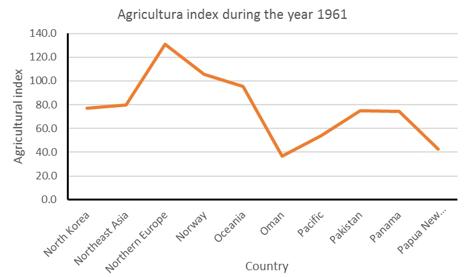 Agricultura index during the year 1961
140.0
120.0
100.0
80.0
60.0
40.0
20.0
0.0
Agricultural index
North Korea
Northeast Asia
Northern Europe
Norway
Oceania
Oman
Pacific
Pakistan
Panama
Papua New...
Country